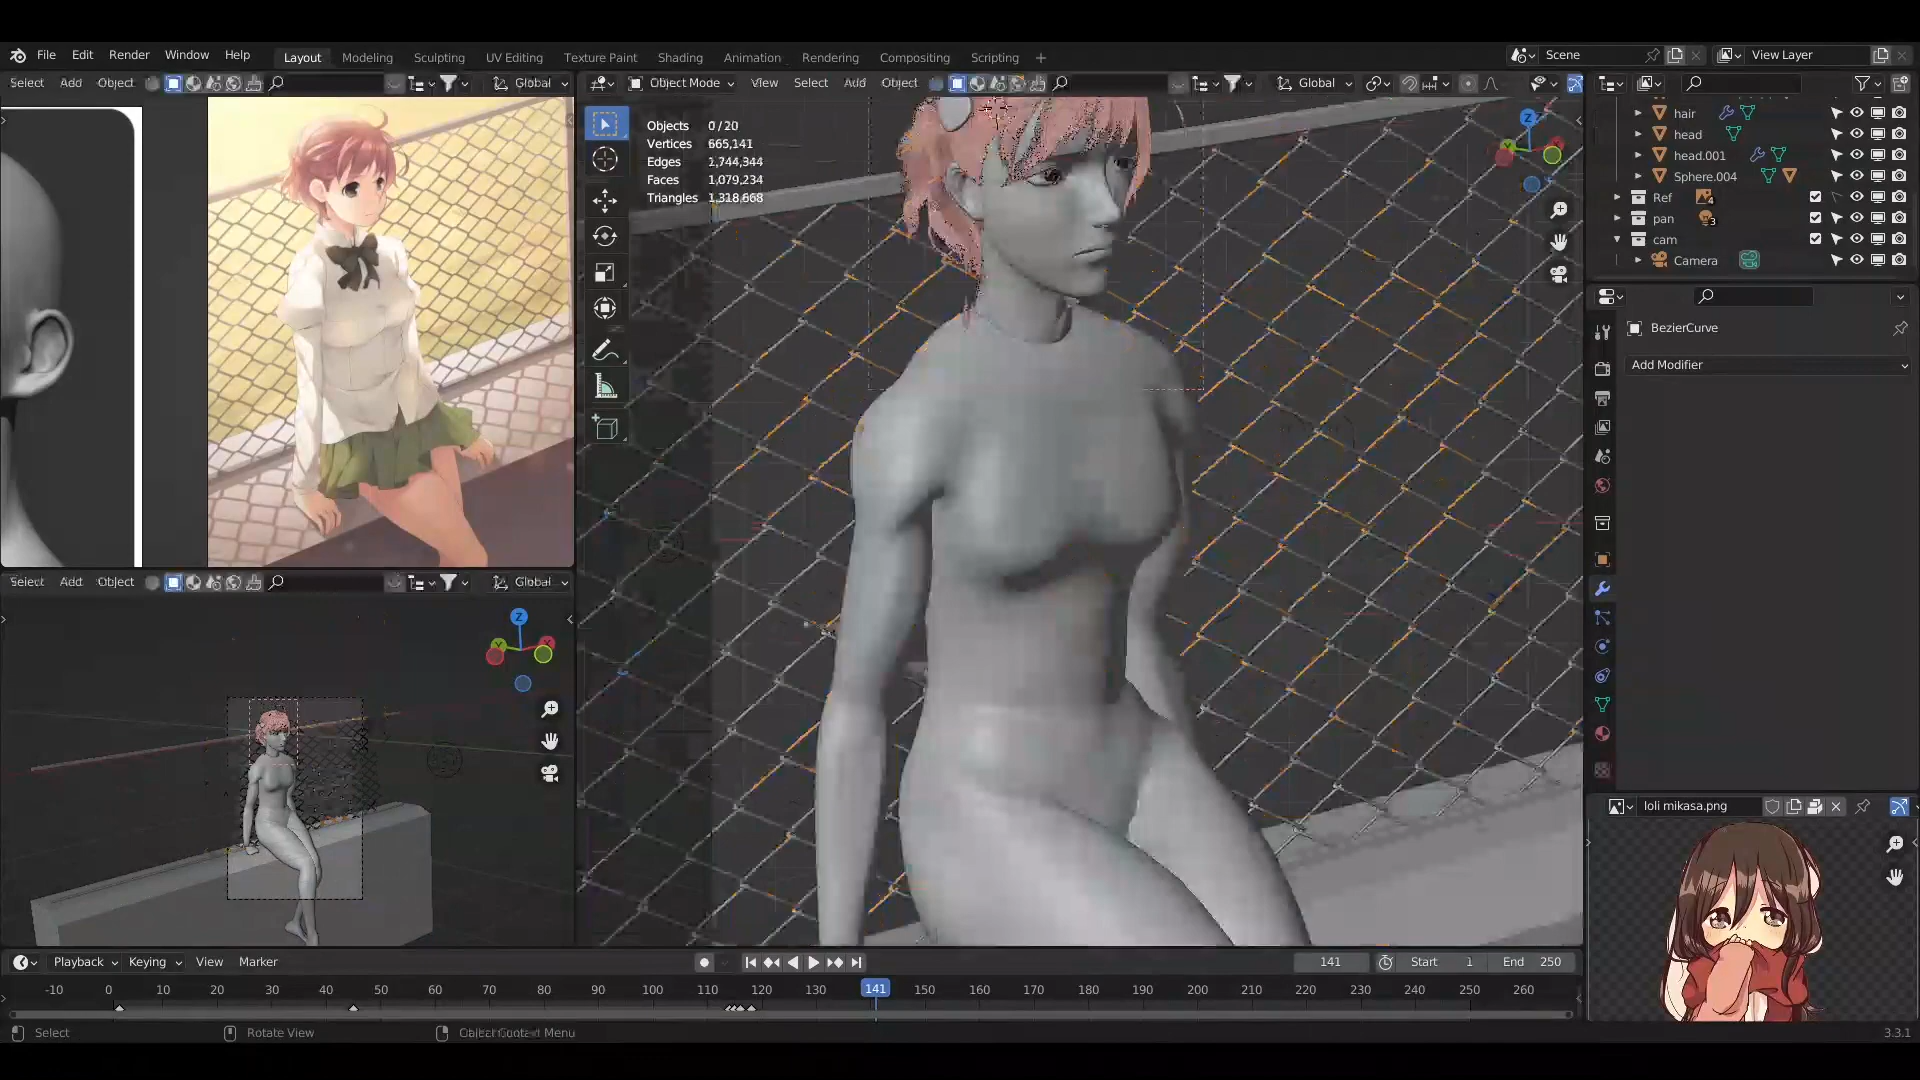 File Edit Render Window Help Layout Modeling Sculpting UV Editing Texture Paint Shading Animation Rendering Compositing Scripting + Scene View Layer
Select Add Object Global
Object Mode View Select Add Object Global
Objects 0/20
Vertices 665,141
Edges 1,744,344
Faces 1,079,234
Triangles 1,318,668
Z
hair
head
head.001
Sphere.004
Ref 4
pan 3
cam
Camera
BezierCurve
Add Modifier
Select Add Object Global
Z
loli mikasa.png
Playback Keying View Marker 141 Start 1 End 250
-10 0 10 20 30 40 50 60 70 80 90 100 110 120 130 141 150 160 170 180 190 200 210 220 230 240 250 260
Select Rotate View
3.3.1